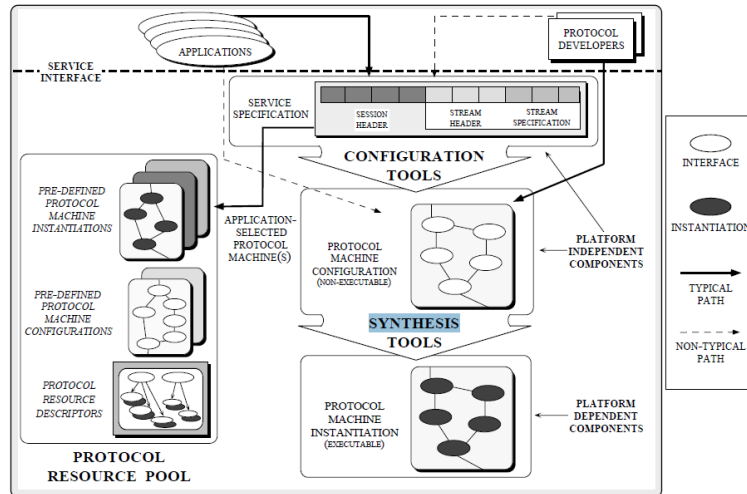 APPLICATIONS
PROTOCOL
DEVELOPERS
SERVICE
INTERFACE
SERVICE
SPECIFICATION
SESSION
HEADER
STREAM
HEADER
STREAM
SPECIFICATION
CONFIGURATION
TOOLS
PRE-DEFINED
PROTOCOL
MACHINE
INSTANTIATIONS
APPLICATION-
SELECTED
PROTOCOL
MACHINE(S)
PROTOCOL
MACHINE
CONFIGURATION
(NON-EXECUTABLE)
PLATFORM
INDEPENDENT
COMPONENTS
PRE-DEFINED
PROTOCOL
MACHINE
CONFIGURATIONS
SYNTHESIS
TOOLS
PROTOCOL
RESOURCE
DESCRIPTORS
PROTOCOL
MACHINE
INSTANTIATION
(EXECUTABLE)
PLATFORM
DEPENDENT
COMPONENTS
PROTOCOL
RESOURCE POOL
INTERFACE
INSTANTIATION
TYPICAL
PATH
NON-TYPICAL
PATH